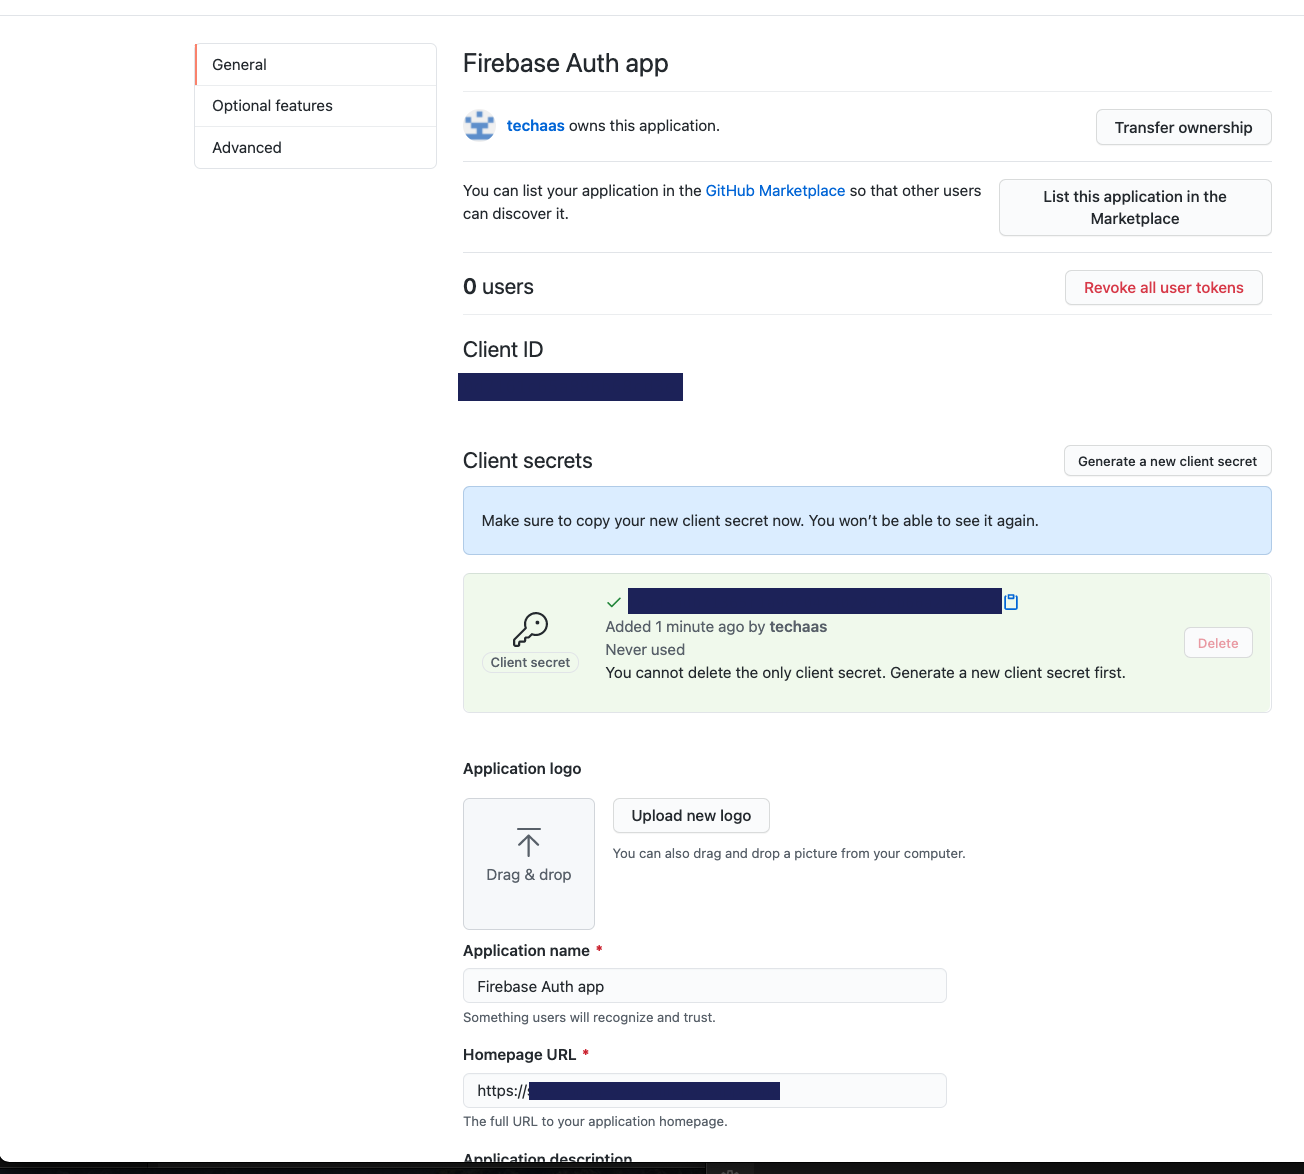 General
Optional features
Advanced
Firebase Auth app
techaas owns this application.
Transfer ownership
You can list your application in the GitHub Marketplace so that other users
can discover it.
List this application in the
Marketplace
0 users
Revoke all user tokens
Client ID
Client secrets
Generate a new client secret
Make sure to copy your new client secret now. You won’t be able to see it again.
Client secret
Added 1 minute ago by techaas
Never used
You cannot delete the only client secret. Generate a new client secret first.
Delete
Application logo
Drag & drop
Upload new logo
You can also drag and drop a picture from your computer.
Application name *
Firebase Auth app
Something users will recognize and trust.
Homepage URL *
https://
The full URL to your application homepage.
Application description